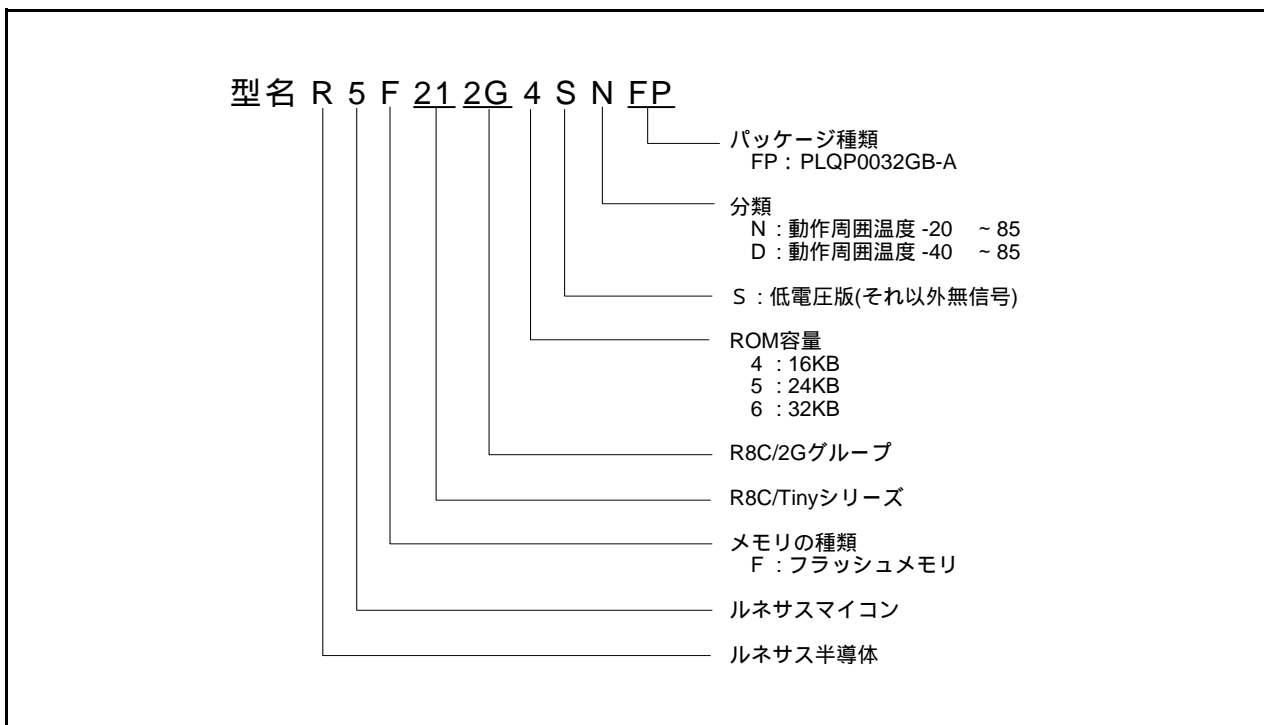 型名 R 5 F 21 2G 4 S N FP
パッケージ種類
FP : PLQP0032GB-A
分類
N : 動作周囲温度 -20 ~ 85
D : 動作周囲温度 -40 ~ 85
S : 低電圧版(それ以外無信号)
ROM容量
4 : 16KB
5 : 24KB
6 : 32KB
R8C/2Gグループ
R8C/Tinyシリーズ
メモリの種類
F : フラッシュメモリ
ルネサスマイコン
ルネサス半導体